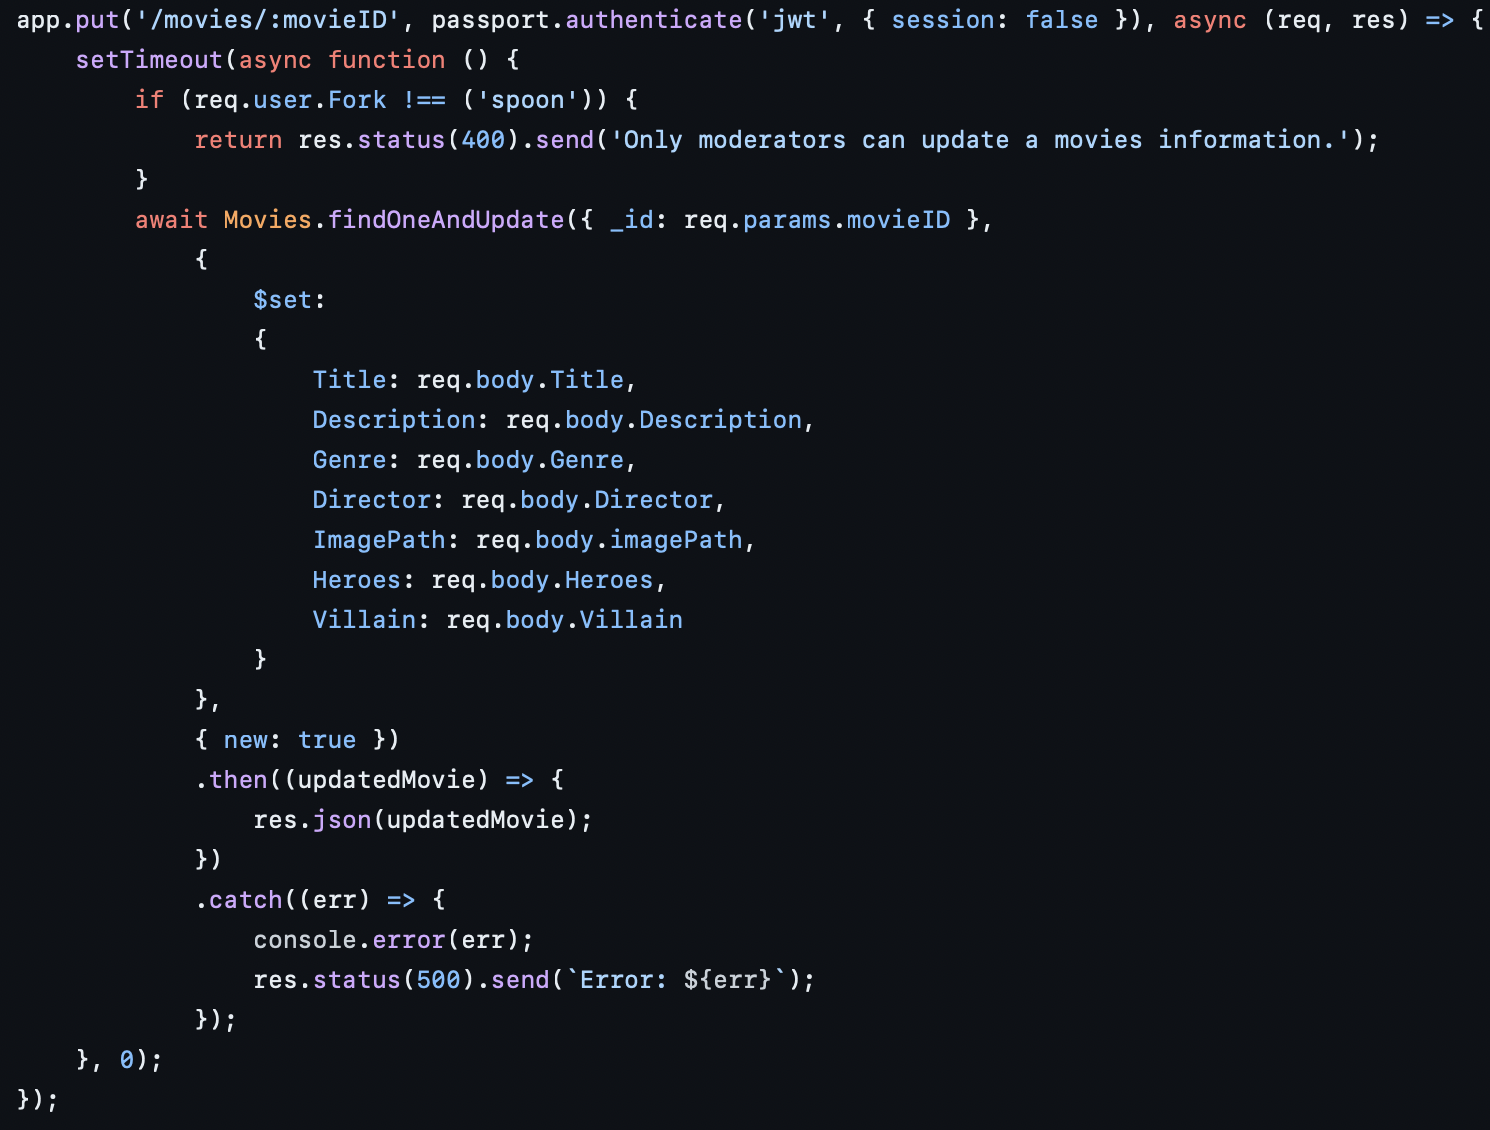 app.put('/movies/:movieID', passport.authenticate('jwt', { session: false }), async (req, res) => {
    setTimeout(async function () {
        if (req.user.Fork !== ('spoon')) {
            return res.status(400).send('Only moderators can update a movies information.');
        }
        await Movies.findOneAndUpdate({ _id: req.params.movieID },
            {
                $set:
                {
                    Title: req.body.Title,
                    Description: req.body.Description,
                    Genre: req.body.Genre,
                    Director: req.body.Director,
                    ImagePath: req.body.imagePath,
                    Heroes: req.body.Heroes,
                    Villain: req.body.Villain
                }
            },
            { new: true })
            .then((updatedMovie) => {
                res.json(updatedMovie);
            })
            .catch((err) => {
                console.error(err);
                res.status(500).send(`Error: ${err}`);
            });
    }, 0);
});